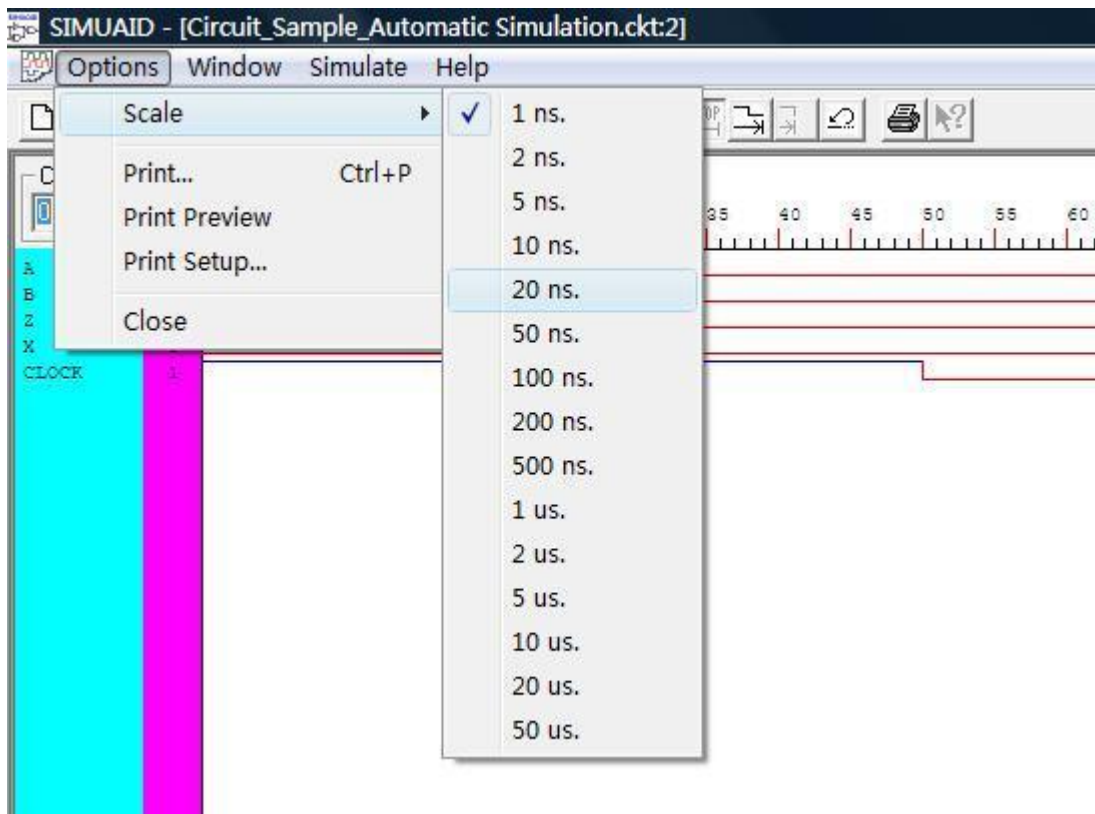 SIMUAID - [Circuit_Sample_Automatic Simulation.ckt:2]
Options Window Simulate Help
Scale
Print... Ctrl+P
Print Preview
Print Setup...
Close
1 ns.
2 ns.
5 ns.
10 ns.
20 ns.
50 ns.
100 ns.
200 ns.
500 ns.
1 us.
2 us.
5 us.
10 us.
20 us.
50 us.
35 40 45 50 55 60
A
B
Z
X
CLOCK 1